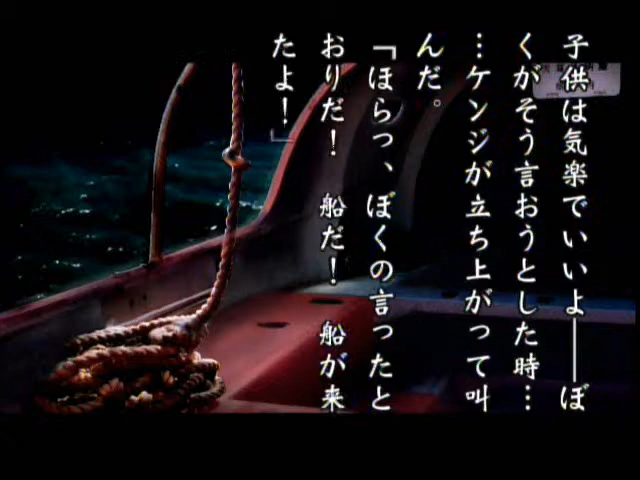 子供は気楽でいいよ――ぼ
くがそう言おうとした時…
…ケンジが立ち上がって叫
んだ。
「ほらっ、ぼくの言ったと
おりだ！　船だ！　船が来
たよ！」